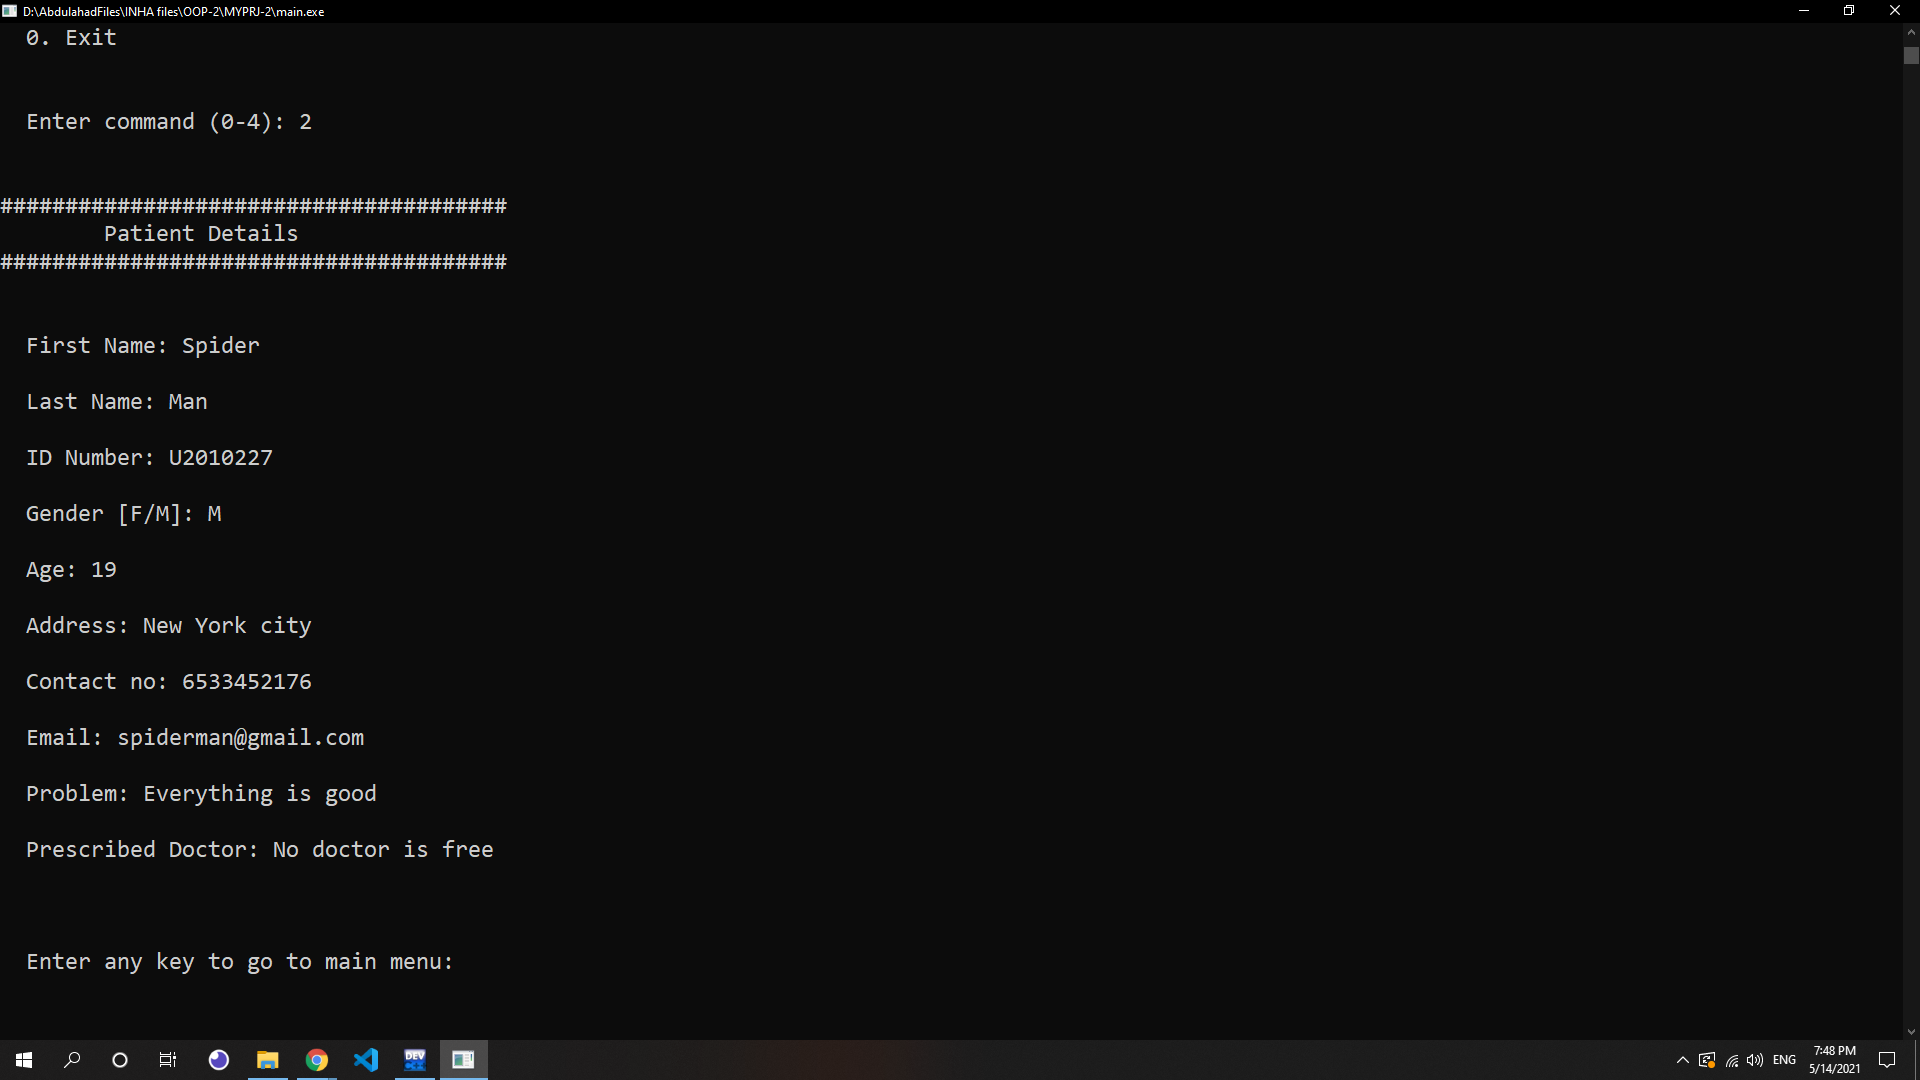 D:\AbdulahadFiles\INHA files\OOP-2\MYPRJ-2\main.exe
0. Exit
Enter command (0-4): 2
#######################################
Patient Details
#######################################
First Name: Spider
Last Name: Man
ID Number: U2010227
Gender [F/M]: M
Age: 19
Address: New York city
Contact no: 6533452176
Email: spiderman@gmail.com
Problem: Everything is good
Prescribed Doctor: No doctor is free
Enter any key to go to main menu:
DEV
C++
ENG
7:48 PM
5/14/2021